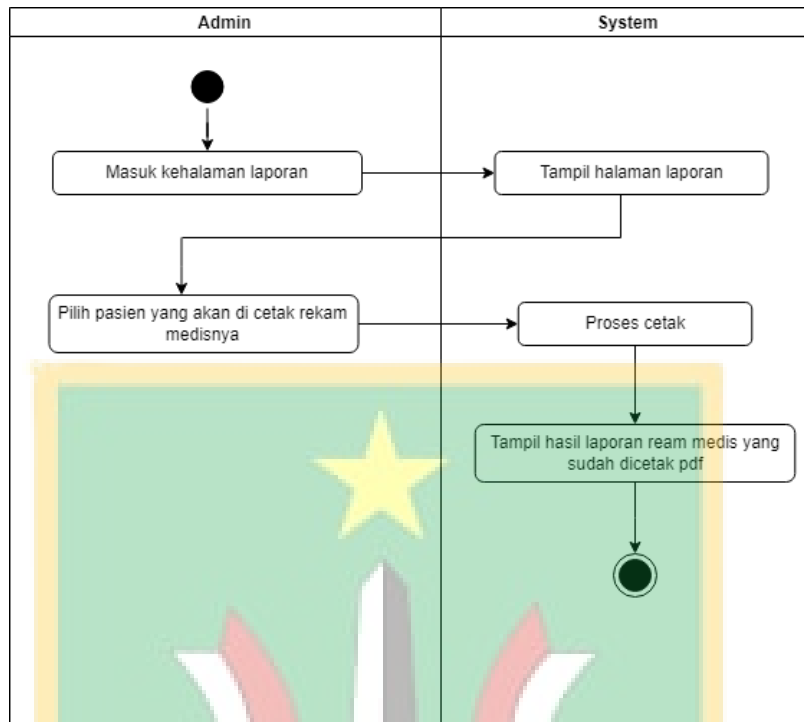 Admin
System
Masuk kehalaman laporan
Tampil halaman laporan
Pilih pasien yang akan di cetak rekam
medisnya
Proses cetak
Tampil hasil laporan ream medis yang
sudah dicetak pdf